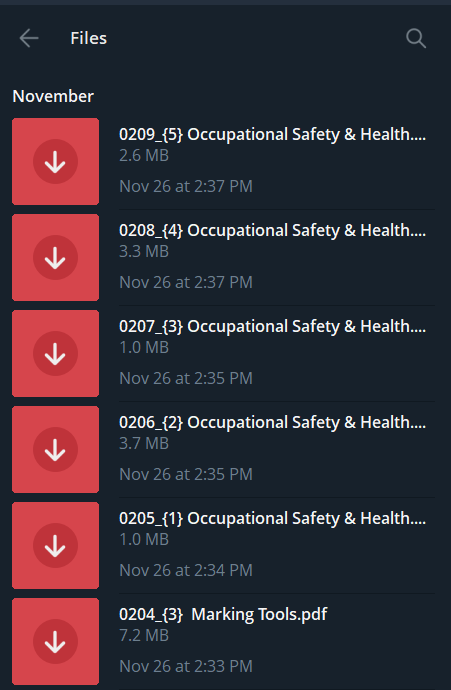 Files
November
0209_{5} Occupational Safety & Health....
2.6 MB
Nov 26 at 2:37 PM
0208_{4} Occupational Safety & Health....
3.3 MB
Nov 26 at 2:37 PM
0207_{3} Occupational Safety & Health....
1.0 MB
Nov 26 at 2:35 PM
0206_{2} Occupational Safety & Health....
3.7 MB
Nov 26 at 2:35 PM
0205_{1} Occupational Safety & Health....
1.0 MB
Nov 26 at 2:34 PM
0204_{3}  Marking Tools.pdf
7.2 MB
Nov 26 at 2:33 PM